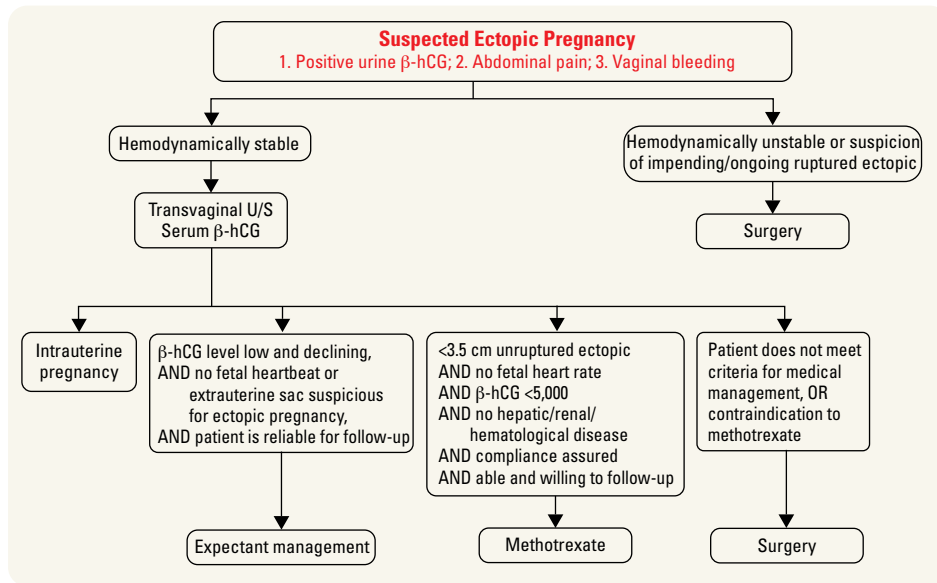 Suspected Ectopic Pregnancy
1. Positive urine β-hCG; 2. Abdominal pain; 3. Vaginal bleeding
Hemodynamically stable
Hemodynamically unstable or suspicion
of impending/ongoing ruptured ectopic
Transvaginal U/S
Serum β-hCG
Surgery
Intrauterine
pregnancy
β-hCG level low and declining,
AND no fetal heartbeat or
extrauterine sac suspicious
for ectopic pregnancy,
AND patient is reliable for follow-up
<3.5 cm unruptured ectopic
AND no fetal heart rate
AND β-hCG <5,000
AND no hepatic/renal/
hematological disease
AND compliance assured
AND able and willing to follow-up
Patient does not meet
criteria for medical
management, OR
contraindication to
methotrexate
Expectant management
Methotrexate
Surgery